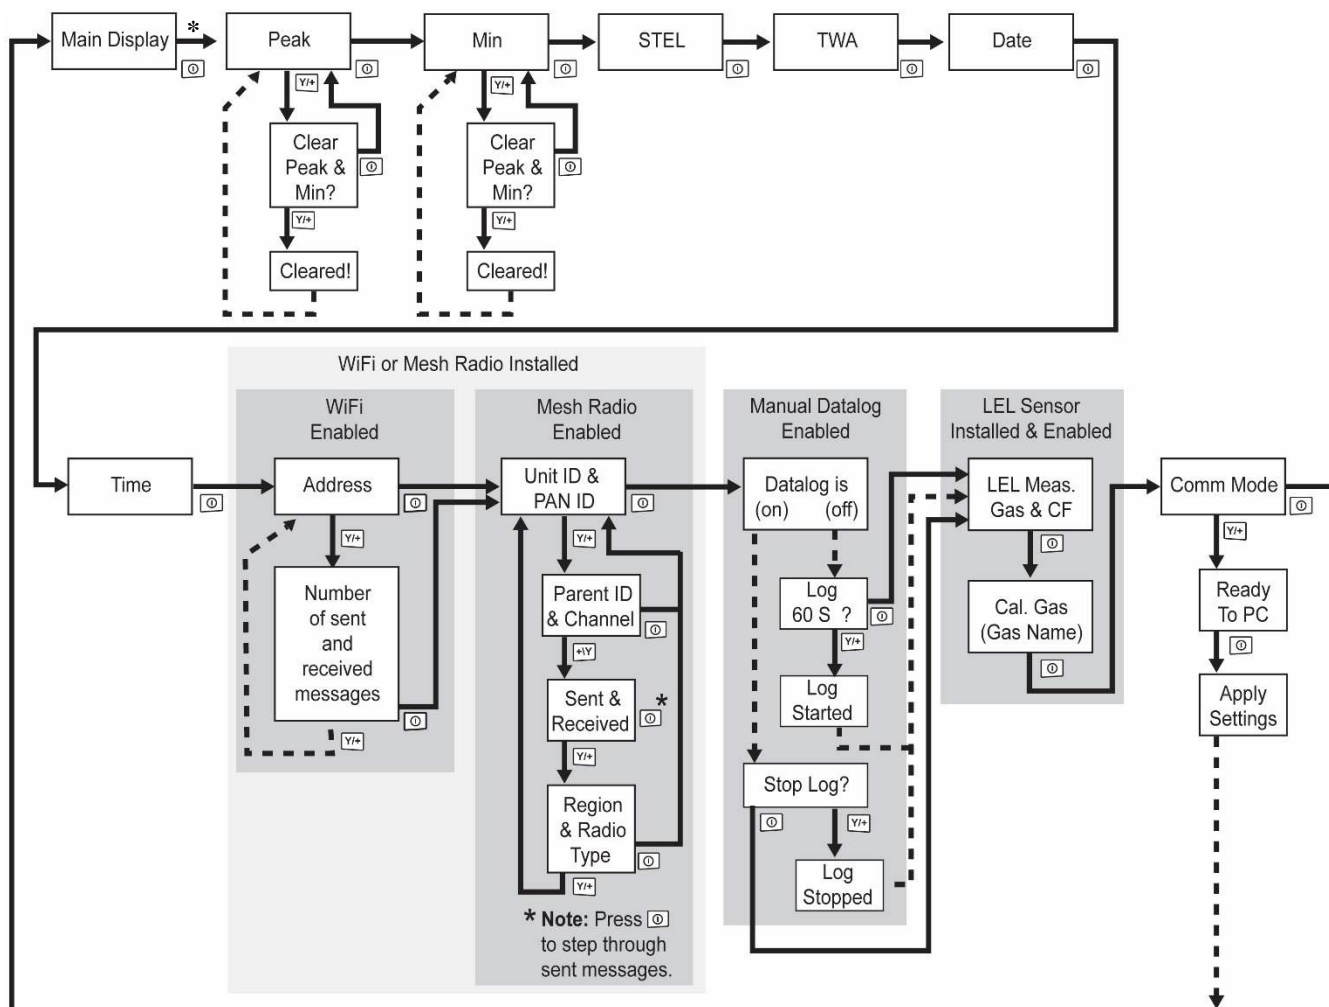 Main Display
*
Peak
Min
STEL
TWA
Date
Y/+
Y/+
Clear
Peak &
Min?
Clear
Peak &
Min?
Y/+
Y/+
Cleared!
Cleared!
WiFi or Mesh Radio Installed
WiFi
Enabled
Mesh Radio
Enabled
Manual Datalog
Enabled
LEL Sensor
Installed & Enabled
Time
Address
Unit ID &
PAN ID
Datalog is
(on) (off)
LEL Meas.
Gas & CF
Comm Mode
Y/+
Y/+
Y/+
Number
of sent
and
received
messages
Y/+
Parent ID
& Channel
+\Y
Sent &
Received
*
Y/+
Region
& Radio
Type
Y/+
* Note: Press
to step through
sent messages.
Log
60 S ?
Y/+
Log
Started
Stop Log?
Y/+
Log
Stopped
Cal. Gas
(Gas Name)
Ready
To PC
Apply
Settings